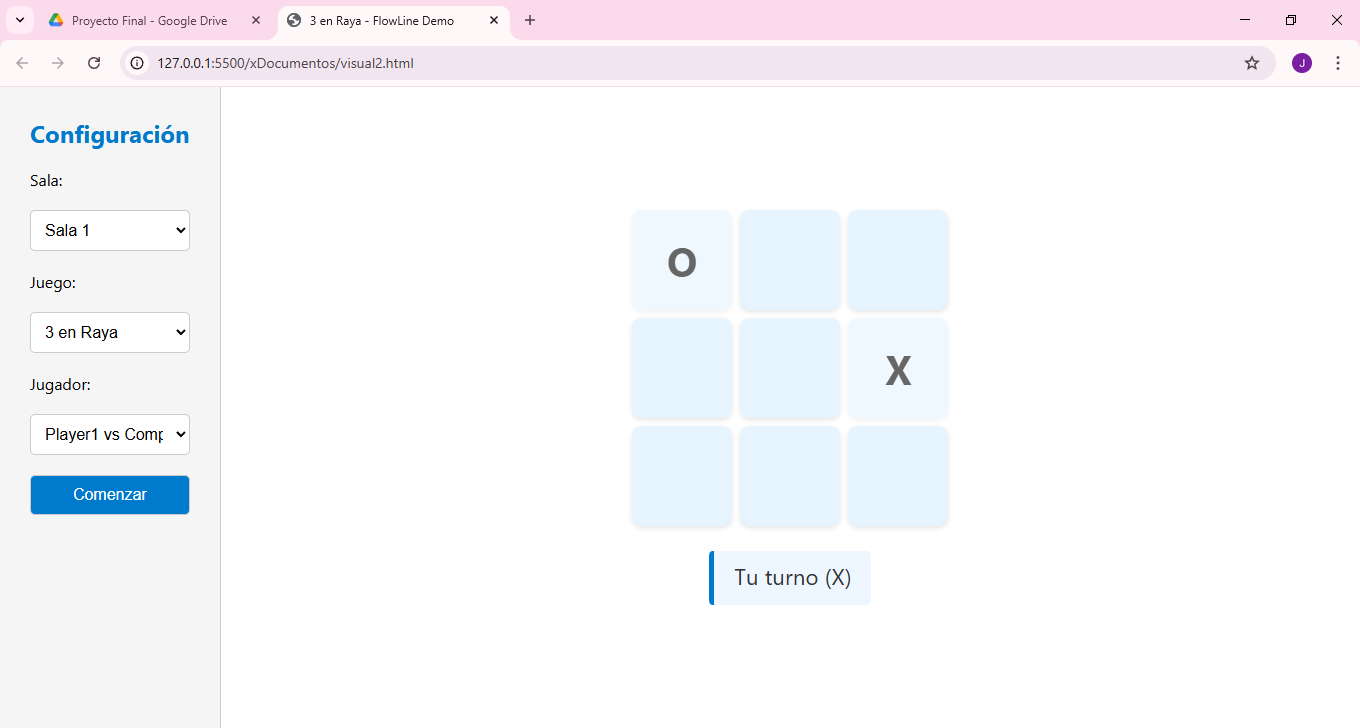 Proyecto Final - Google Drive
3 en Raya - FlowLine Demo
127.0.0.1:5500/xDocumentos/visual2.html
J
Configuración
Sala:
Sala 1
Juego:
3 en Raya
Jugador:
Player1 vs Comp
Comenzar
O
X
Tu turno (X)